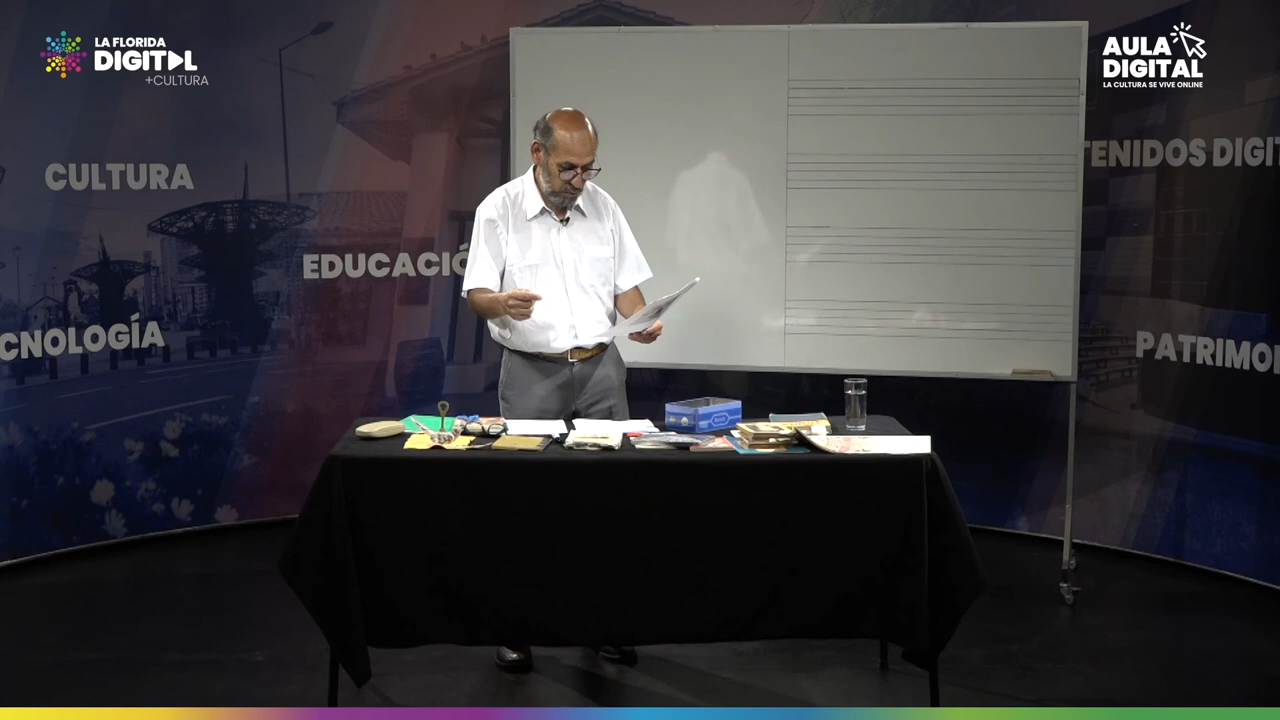 LA FLORIDA
DIGITAL
+CULTURA
AULA
DIGITAL
LA CULTURA SE VIVE ONLINE
CULTURA
EDUCACIÓ
CNOLOGÍA
TENIDOS DIGIT
PATRIMO